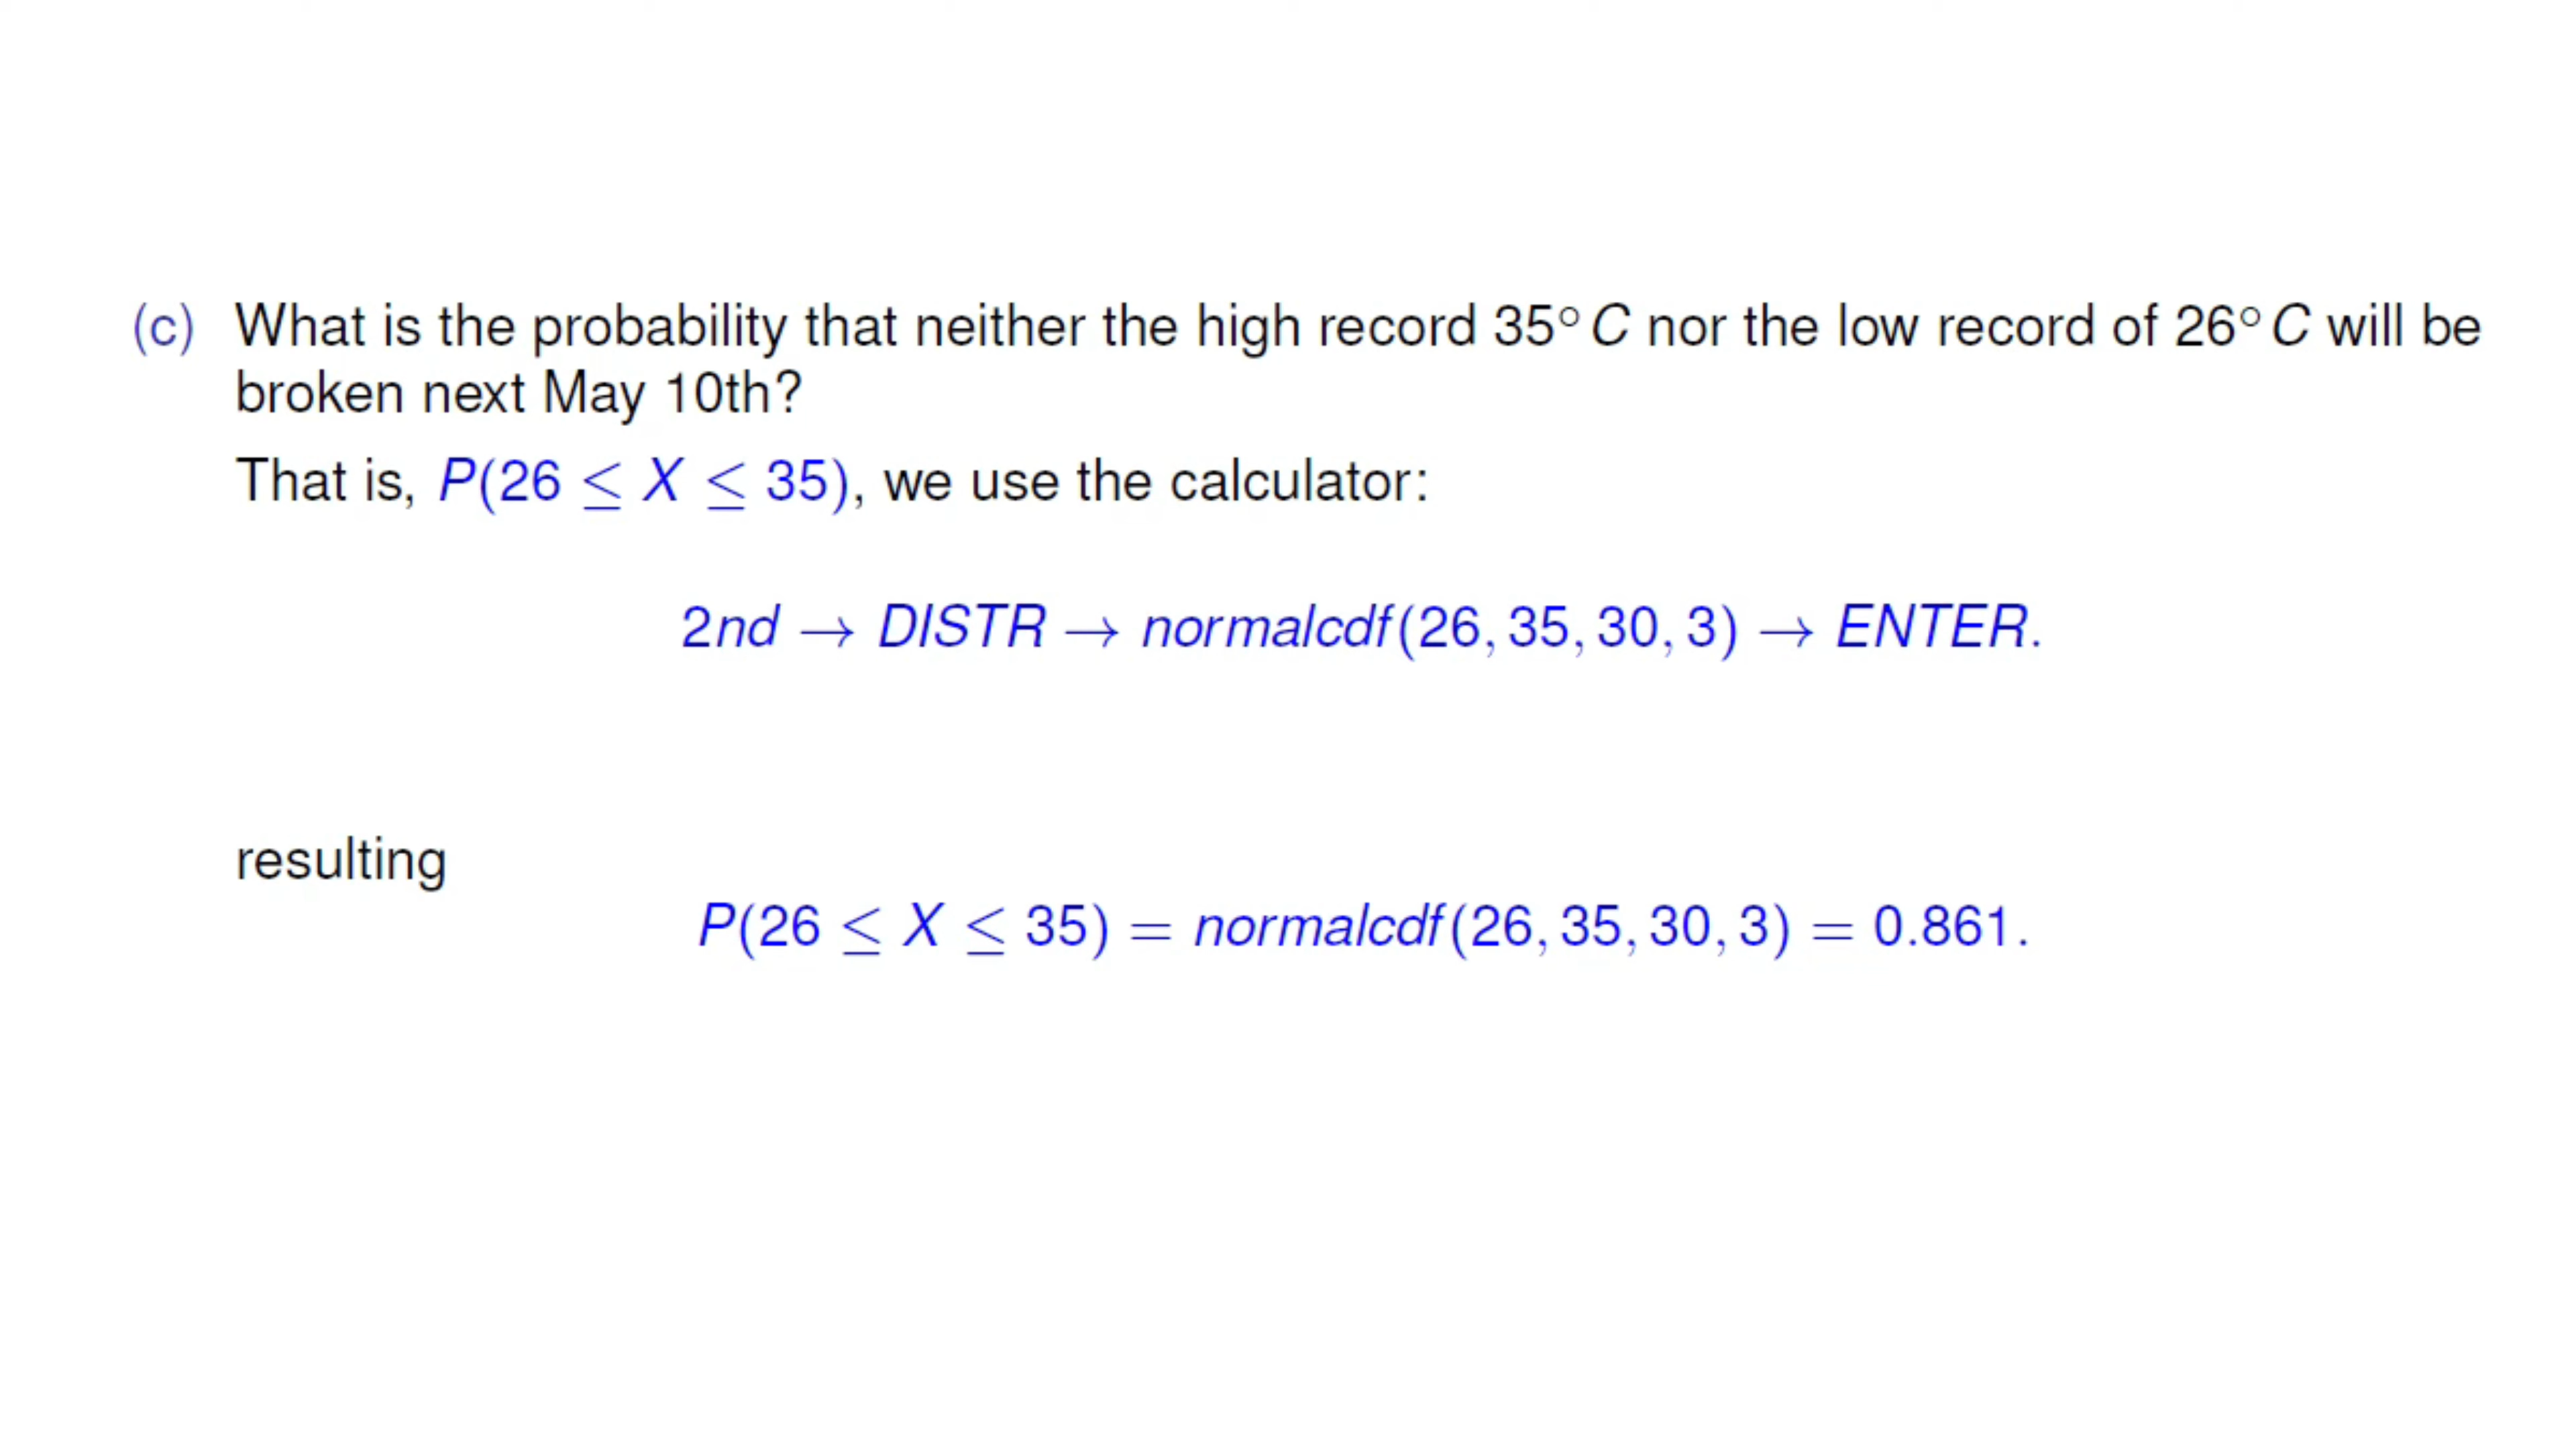 (c) What is the probability that neither the high record 35°C nor the low record of 26°C will be
broken next May 10th?
That is, P(26 ≤ X ≤ 35), we use the calculator:
2nd → DISTR → normalcdf(26, 35, 30, 3) → ENTER.
resulting
P(26 ≤ X ≤ 35) = normalcdf(26, 35, 30, 3) = 0.861.